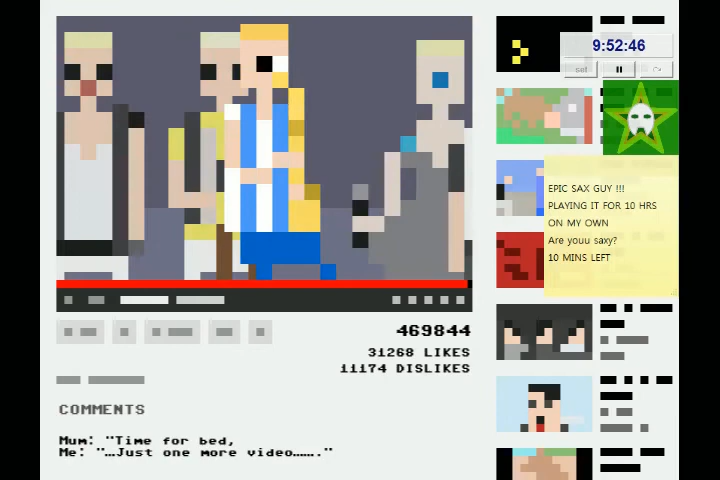 9:52:46
set
EPIC SAX GUY !!!
PLAYING IT FOR 10 HRS
ON MY OWN
Are youu saxy?
10 MINS LEFT
469844
31268 LIKES
11174 DISLIKES
COMMENTS
Mum: "Time for bed,
Me: "…Just one more video……."